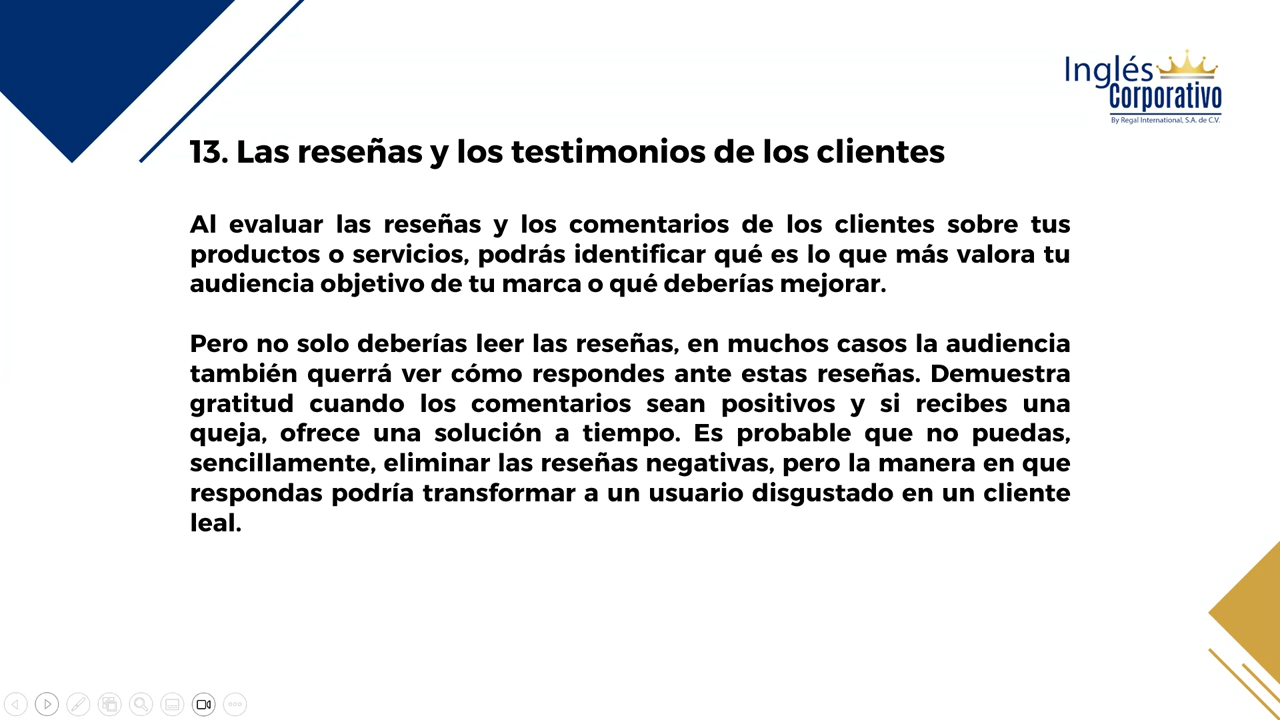 Inglés
Corporativo
By Regal International, S.A. de C.V.
13. Las reseñas y los testimonios de los clientes
Al evaluar las reseñas y los comentarios de los clientes sobre tus
productos o servicios, podrás identificar qué es lo que más valora tu
audiencia objetivo de tu marca o qué deberías mejorar.
Pero no solo deberías leer las reseñas, en muchos casos la audiencia
también querrá ver cómo respondes ante estas reseñas. Demuestra
gratitud cuando los comentarios sean positivos y si recibes una
queja, ofrece una solución a tiempo. Es probable que no puedas,
sencillamente, eliminar las reseñas negativas, pero la manera en que
respondas podría transformar a un usuario disgustado en un cliente
leal.